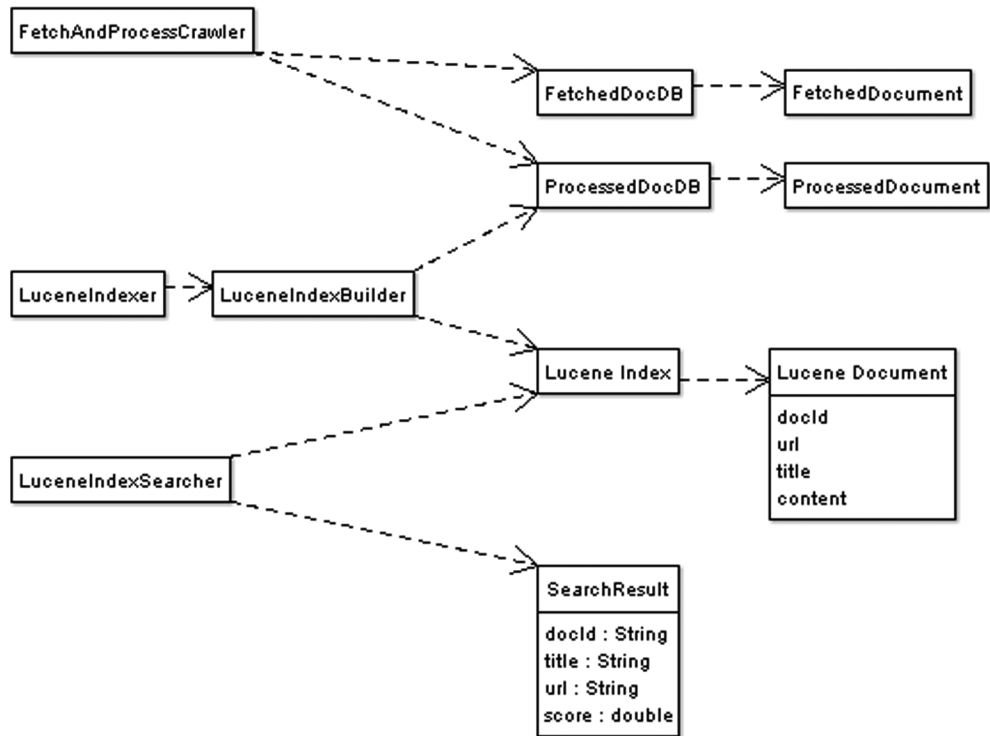 FetchAndProcessCrawler
FetchedDocDB
FetchedDocument
ProcessedDocDB
ProcessedDocument
LuceneIndexer
LuceneIndexBuilder
Lucene Index
Lucene Document
docId
url
title
content
LuceneIndexSearcher
SearchResult
docId : String
title : String
url : String
score : double